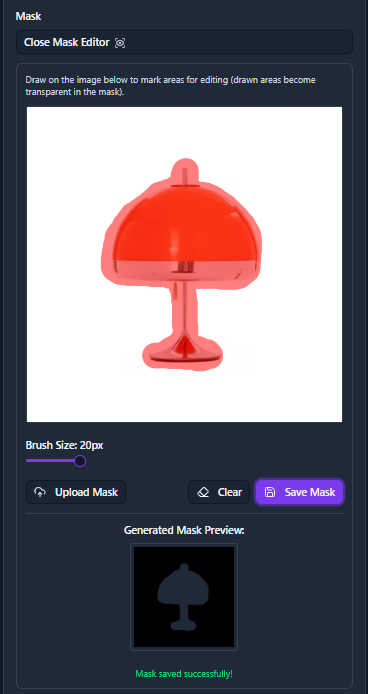 Mask
Close Mask Editor
Draw on the image below to mark areas for editing (drawn areas become
transparent in the mask).
Brush Size: 20px
Upload Mask
Clear
Save Mask
Generated Mask Preview:
Mask saved successfully!